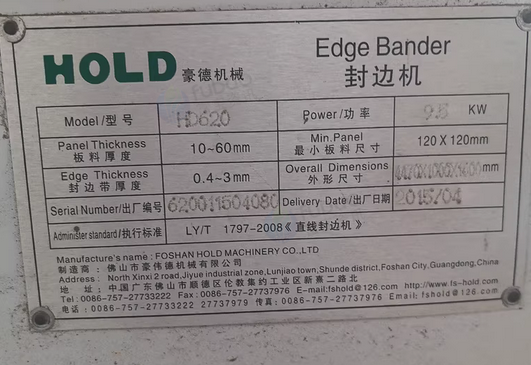 HOLD 豪德机械
Edge Bander
封边机
Model/型 号 HD620 Power/功 率 9.5 KW
Panel Thickness 板料厚度 10~60mm Min.Panel 最小板料尺寸 120 X 120mm
Edge Thickness 封边带厚度 0.4~3mm Overall Dimensions 外形尺寸 mm
Serial Number/出厂编号 620011504080 Delivery Date/出厂日期 2015/04
Administer standard/执行标准 LY/T 1797-2008《直线封边机》
Manufacture's name: FOSHAN HOLD MACHINERY CO.,LTD
制造商：佛山市豪伟德机械有限公司
Address: North Xinxi 2 road,Jiyue industrial zone,Lunjiao town,Shunde district,Foshan City,Guangdong,China
地 址：中国广东佛山市顺德区伦教集约工业区新熹二路北
Tel: 0086-757-27733222 Fax: 0086-757-27737976 E-mail:fshold@126.com http://www.fs-hold.com
电话：0086-757-27733222 27737979 传真：0086-757-27737976 Email: fshold@126.com